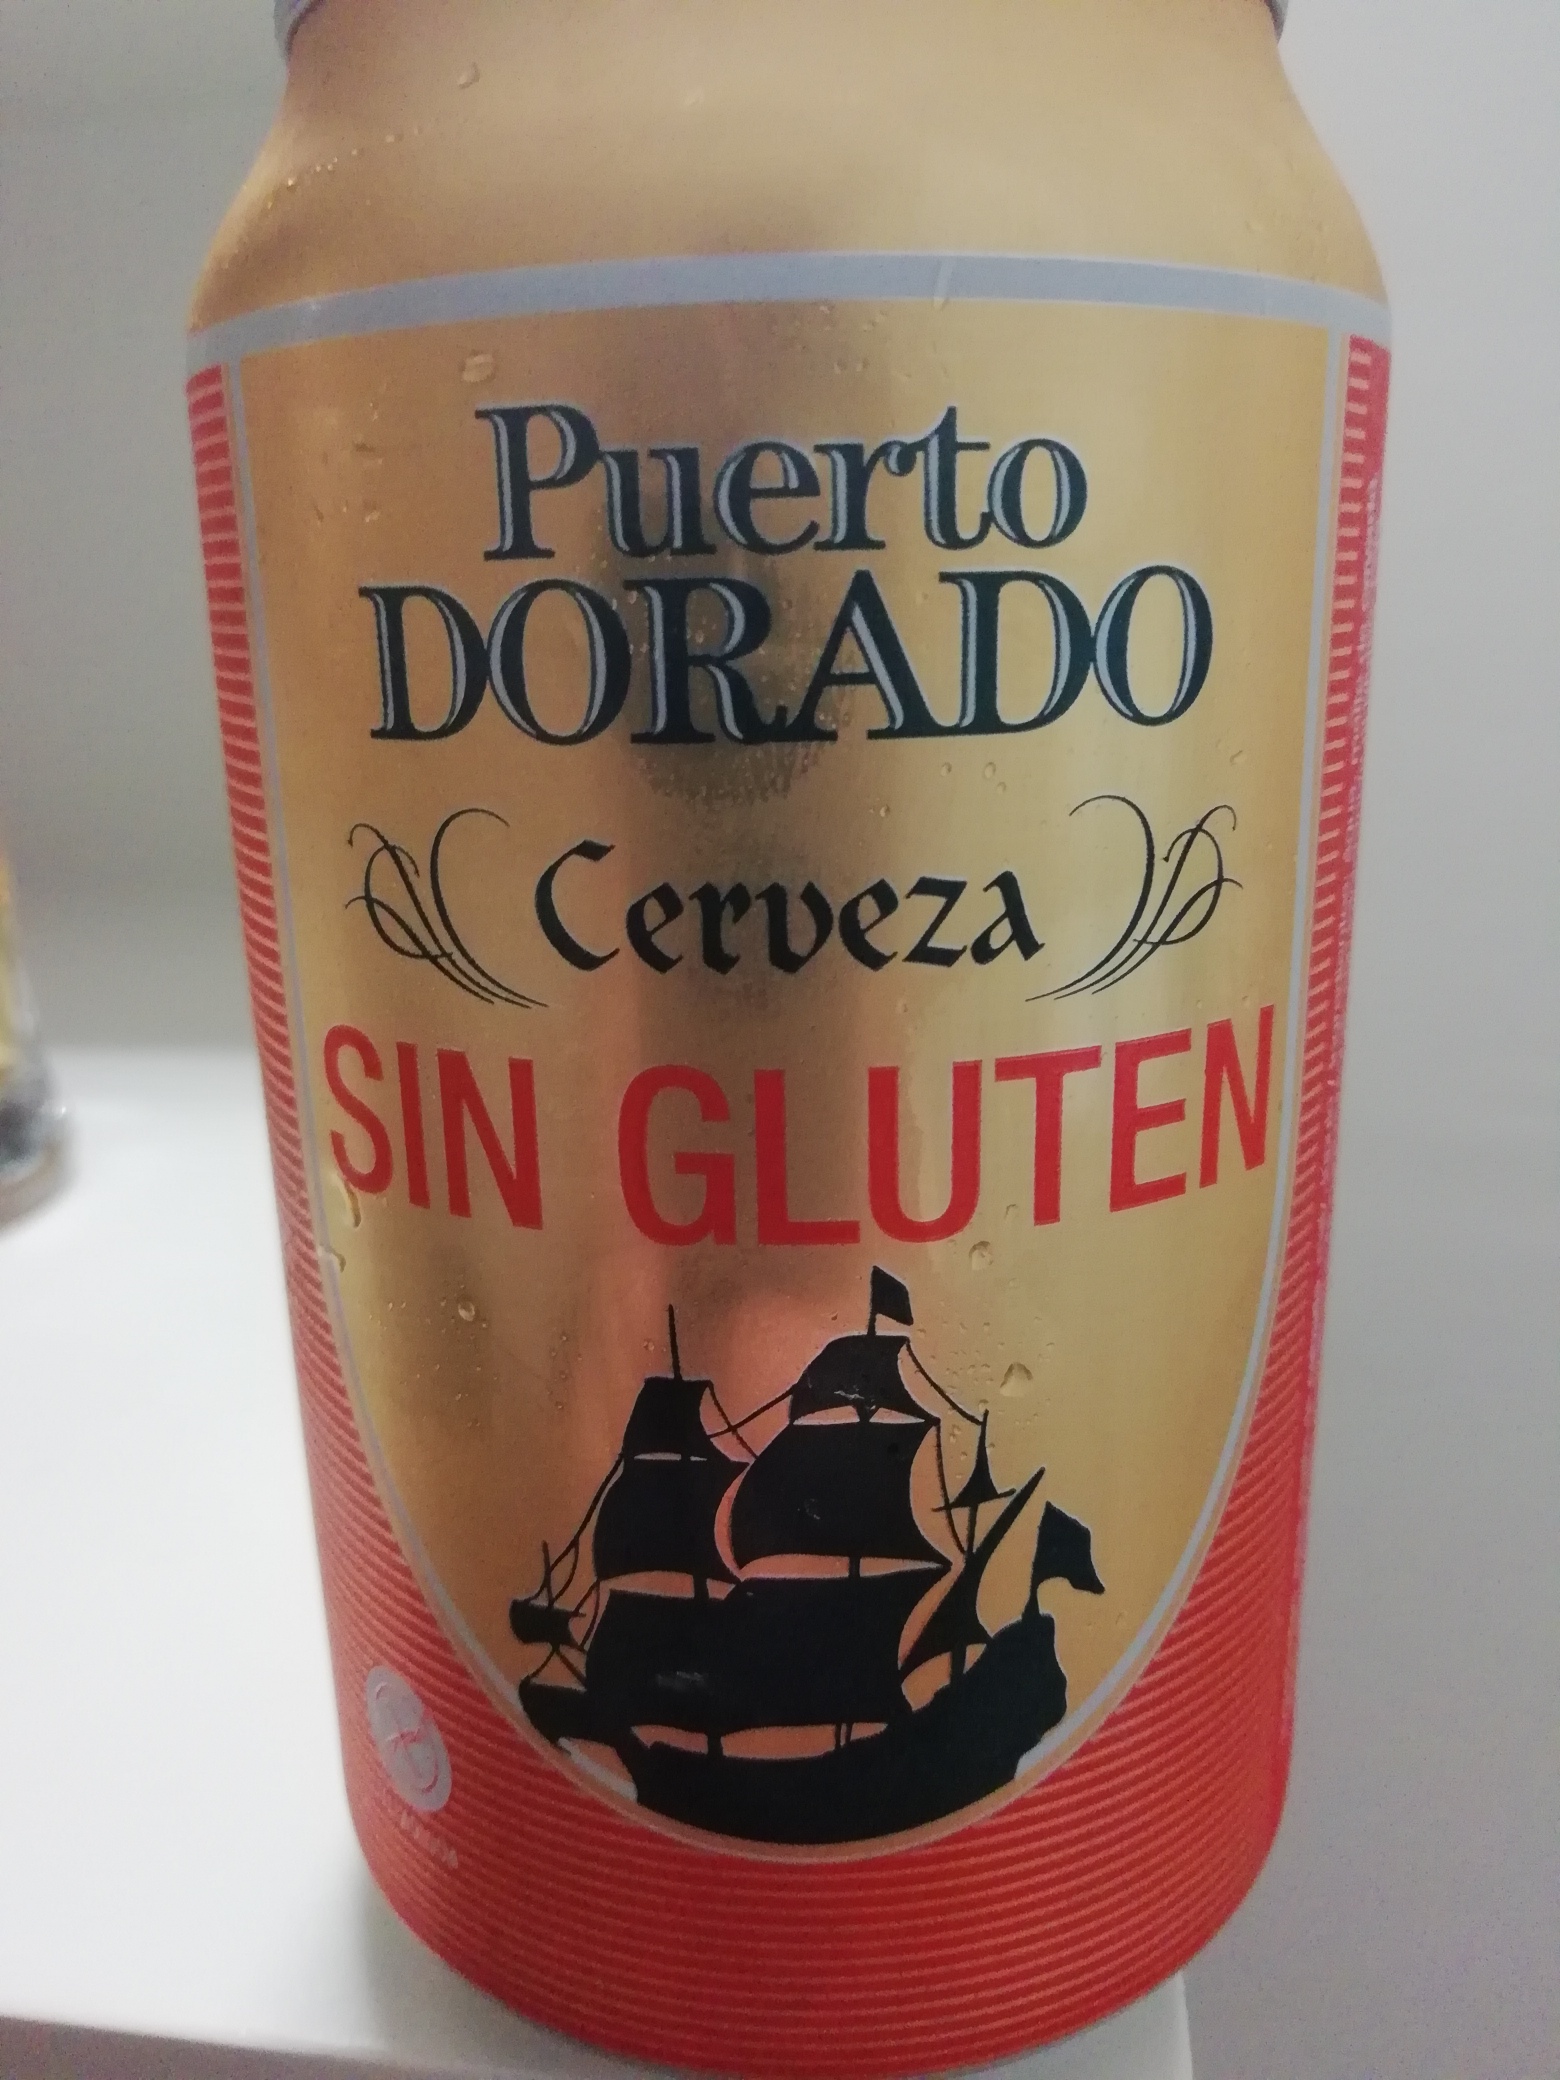 Puerto
DORADO
Cerveza
SIN GLUTEN